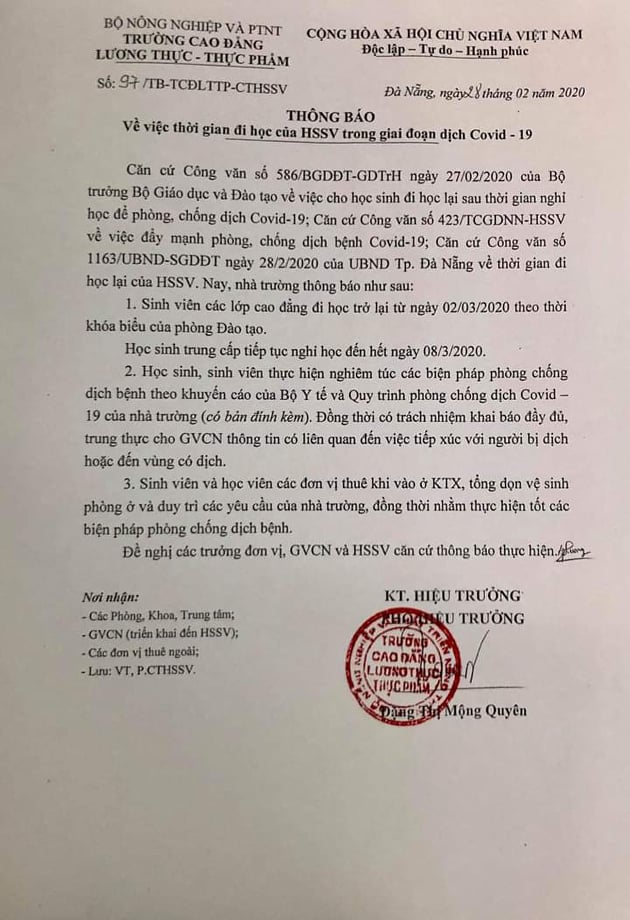 BỘ NÔNG NGHIỆP VÀ PTNT
TRƯỜNG CAO ĐẲNG
LƯƠNG THỰC - THỰC PHẨM
CỘNG HÒA XÃ HỘI CHỦ NGHĨA VIỆT NAM
Độc lập – Tự do – Hạnh phúc
Số: 97/TB-TCĐLTTP-CTHSSV
Đà Nẵng, ngày 28 tháng 02 năm 2020
THÔNG BÁO
Về việc thời gian đi học của HSSV trong giai đoạn dịch Covid - 19
Căn cứ Công văn số 586/BGDĐT-GDTrH ngày 27/02/2020 của Bộ
trưởng Bộ Giáo dục và Đào tạo về việc cho học sinh đi học lại sau thời gian nghỉ
học để phòng, chống dịch Covid-19; Căn cứ Công văn số 423/TCGDNN-HSSV
về việc đẩy mạnh phòng, chống dịch bệnh Covid-19; Căn cứ Công văn số
1163/UBND-SGDĐT ngày 28/2/2020 của UBND Tp. Đà Nẵng về thời gian đi
học lại của HSSV. Nay, nhà trường thông báo như sau:
1. Sinh viên các lớp cao đẳng đi học trở lại từ ngày 02/03/2020 theo thời
khóa biểu của phòng Đào tạo.
Học sinh trung cấp tiếp tục nghỉ học đến hết ngày 08/3/2020.
2. Học sinh, sinh viên thực hiện nghiêm túc các biện pháp phòng chống
dịch bệnh theo khuyến cáo của Bộ Y tế và Quy trình phòng chống dịch Covid –
19 của nhà trường (có bản đính kèm). Đồng thời có trách nhiệm khai báo đầy đủ,
trung thực cho GVCN thông tin có liên quan đến việc tiếp xúc với người bị dịch
hoặc đến vùng có dịch.
3. Sinh viên và học viên các đơn vị thuê khi vào ở KTX, tổng dọn vệ sinh
phòng ở và duy trì các yêu cầu của nhà trường, đồng thời nhằm thực hiện tốt các
biện pháp phòng chống dịch bệnh.
Đề nghị các trưởng đơn vị, GVCN và HSSV căn cứ thông báo thực hiện.
Nơi nhận:
- Các Phòng, Khoa, Trung tâm;
- GVCN (triển khai đến HSSV);
- Các đơn vị thuê ngoài;
- Lưu: VT, P.CTHSSV.
KT. HIỆU TRƯỞNG
PHÓ HIỆU TRƯỞNG
TRƯỜNG
CAO ĐẲNG
LƯƠNG THỰC
THỰC PHẨM
Đặng Thị Mộng Quyên